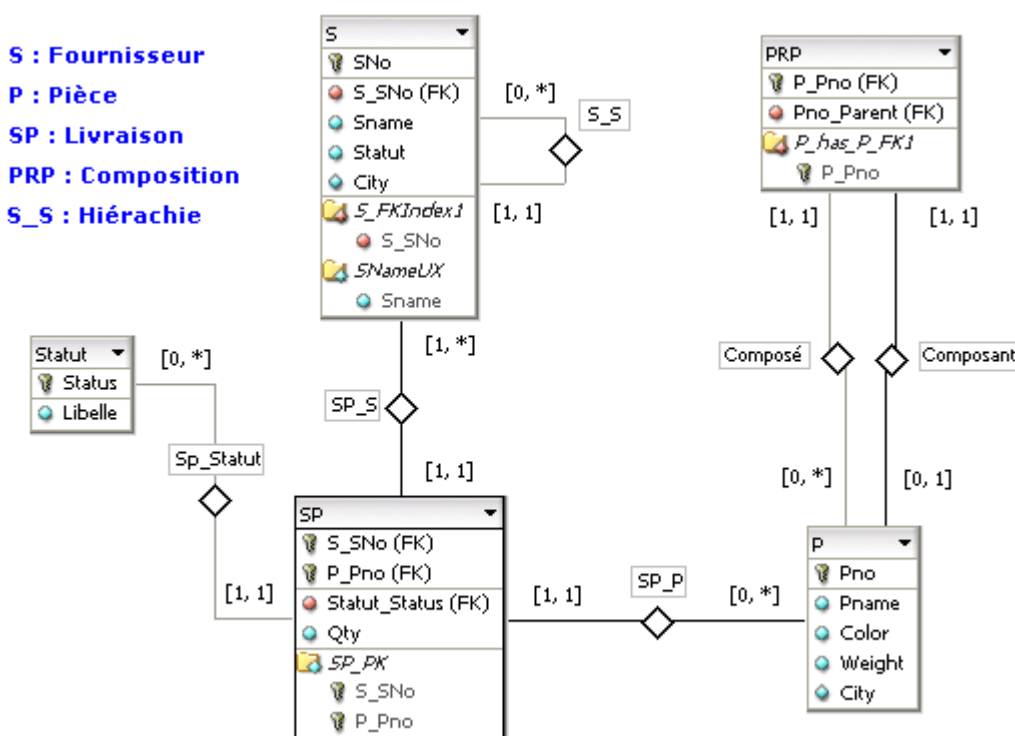 S : Fournisseur
P : Pièce
SP : Livraison
PRP : Composition
S_S : Hiérachie
S
SNo
S_SNo (FK)
Sname
Statut
City
S_FKIndex1
S_SNo
SNameUX
Sname
[0, *]
S_S
[1, 1]
PRP
P_Pno (FK)
Pno_Parent (FK)
P_has_P_FK1
P_Pno
[1, 1]
[1, 1]
Composé
Composant
[0, *]
[0, 1]
[1, *]
SP_S
[1, 1]
Statut
Status
Libelle
[0, *]
Sp_Statut
[1, 1]
SP
S_SNo (FK)
P_Pno (FK)
Statut_Status (FK)
Qty
SP_PK
S_SNo
P_Pno
[1, 1]
SP_P
[0, *]
P
Pno
Pname
Color
Weight
City